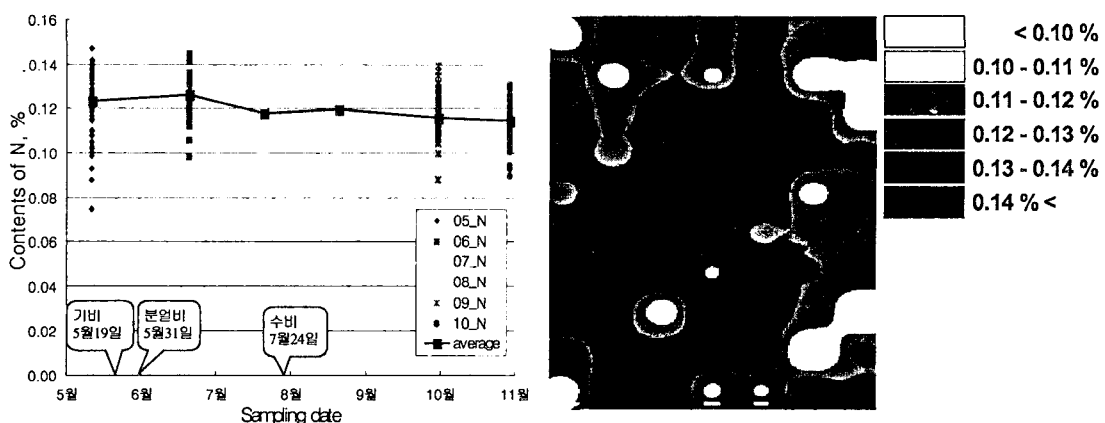 Contents of N, %
0.16
0.14
0.12
0.10
0.08
0.06
0.04
0.02
0.00
기비
5월19일
분얼비
5월31일
수비
7월24일
05_N
06_N
07_N
08_N
09_N
10_N
average
5월
6월
7월
8월
9월
10월
11월
Sampling date
< 0.10 %
0.10 - 0.11 %
0.11 - 0.12 %
0.12 - 0.13 %
0.13 - 0.14 %
0.14 % <